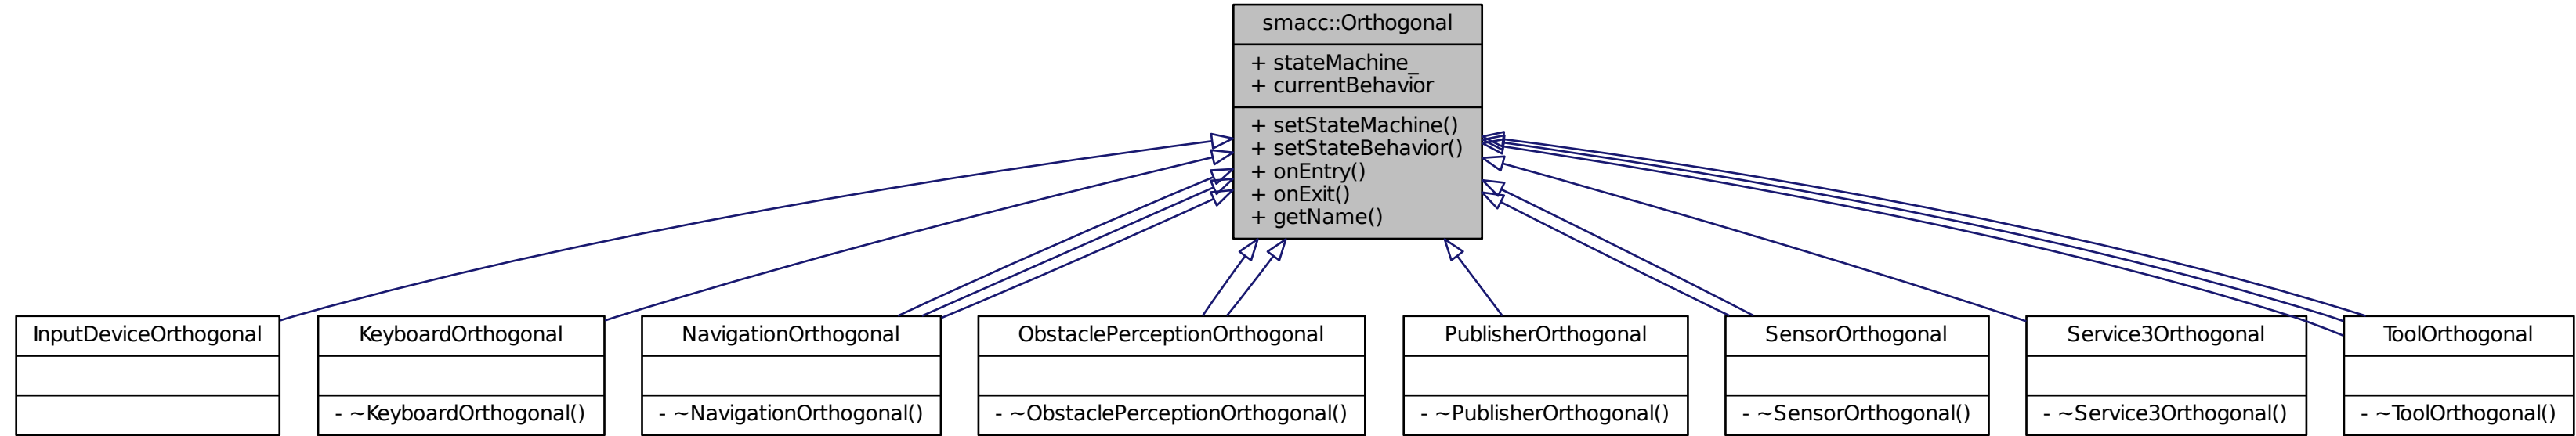 smacc::Orthogonal
+ stateMachine_
+ currentBehavior
+ setStateMachine()
+ setStateBehavior()
+ onEntry()
+ onExit()
+ getName()
InputDeviceOrthogonal
KeyboardOrthogonal
- ~KeyboardOrthogonal()
NavigationOrthogonal
- ~NavigationOrthogonal()
ObstaclePerceptionOrthogonal
- ~ObstaclePerceptionOrthogonal()
PublisherOrthogonal
- ~PublisherOrthogonal()
SensorOrthogonal
- ~SensorOrthogonal()
Service3Orthogonal
- ~Service3Orthogonal()
ToolOrthogonal
- ~ToolOrthogonal()